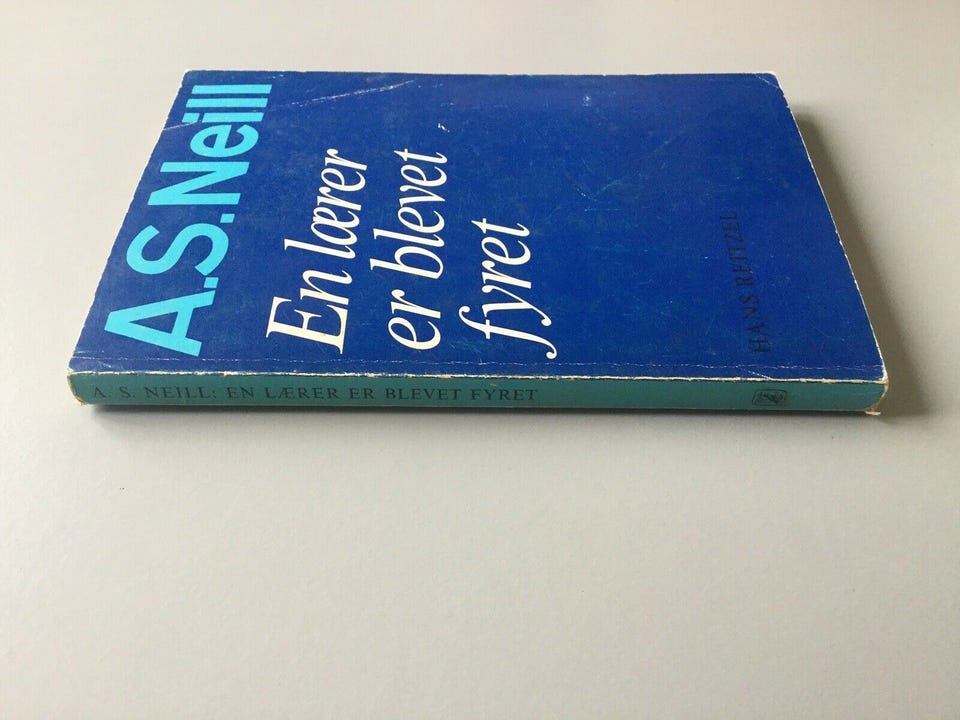 A.S.Neill
En lærer
er blevet
fyret
HANS REITZEL
A. S. NEILL: EN LÆRER ER BLEVET FYRET